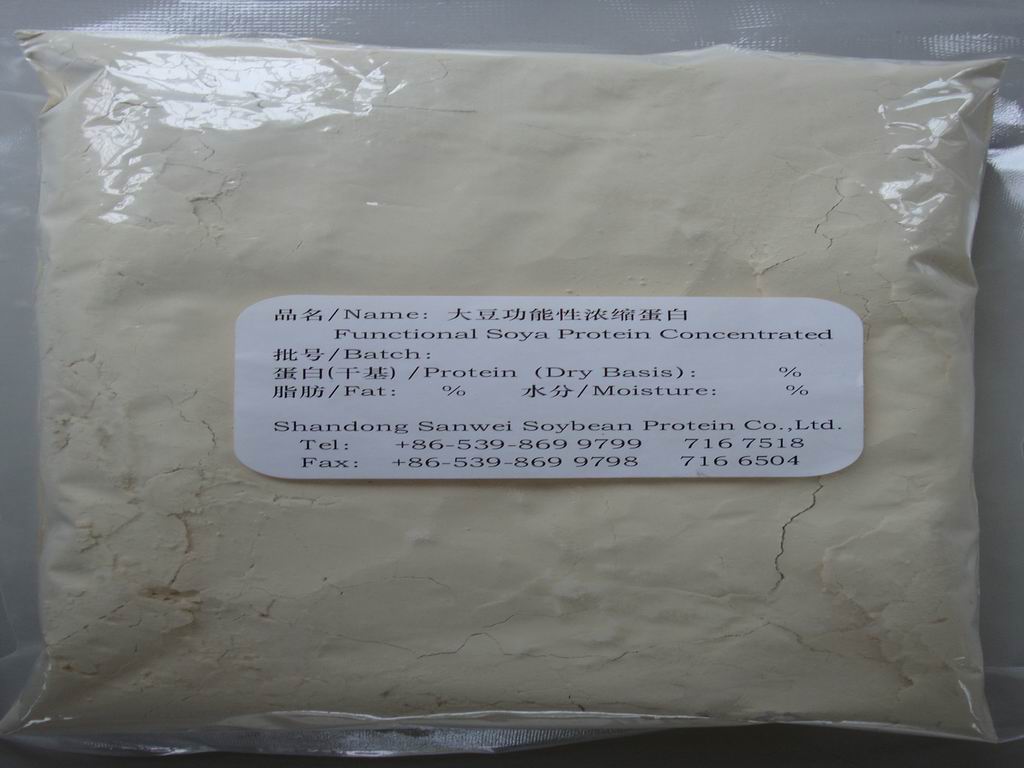 品名/Name: 大豆功能性浓缩蛋白
Functional Soya Protein Concentrated
批号/Batch:
蛋白(干基) /Protein (Dry Basis): %
脂肪/Fat: % 水分/Moisture: %
Shandong Sanwei Soybean Protein Co.,Ltd.
Tel: +86-539-869 9799 716 7518
Fax: +86-539-869 9798 716 6504